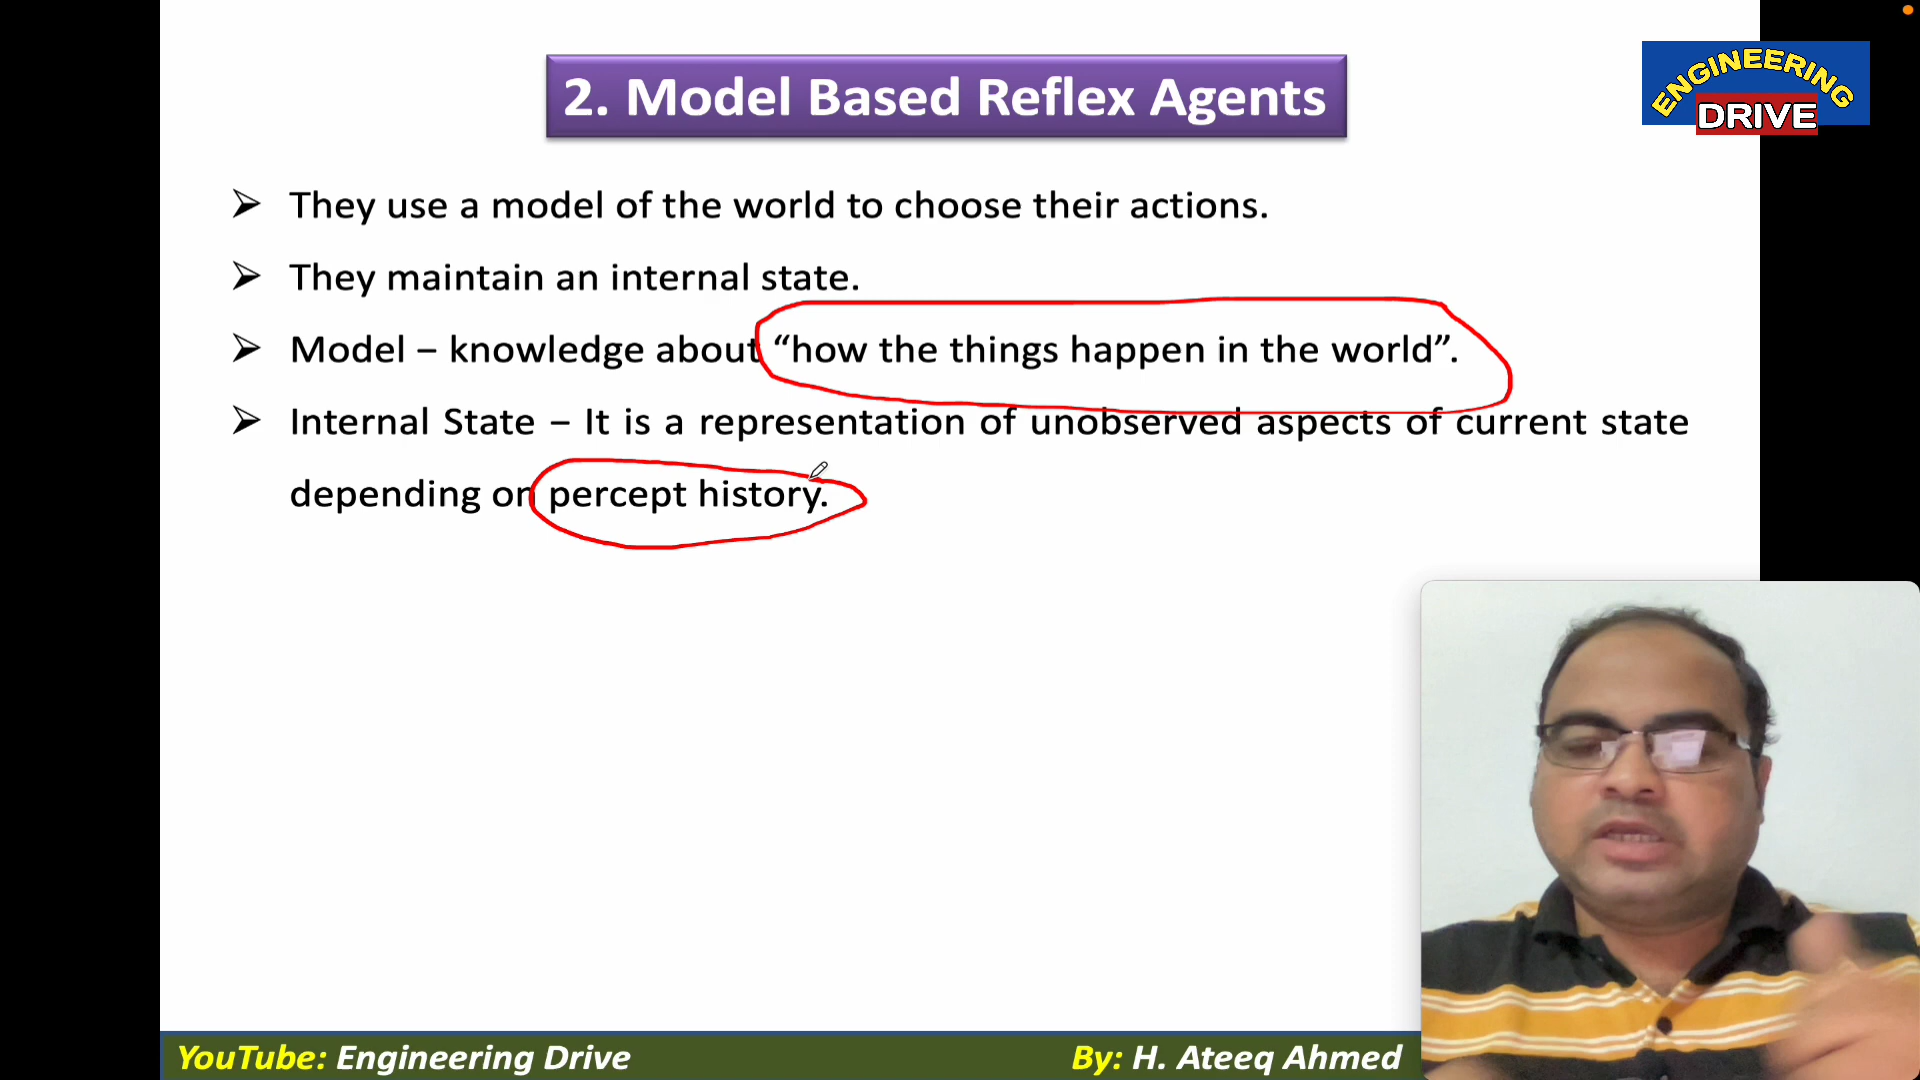 2. Model Based Reflex Agents
ENGINEERING
DRIVE
➢ They use a model of the world to choose their actions.
➢ They maintain an internal state.
➢ Model – knowledge about “how the things happen in the world”.
➢ Internal State – It is a representation of unobserved aspects of current state
depending on percept history.
YouTube: Engineering Drive
By: H. Ateeq Ahmed